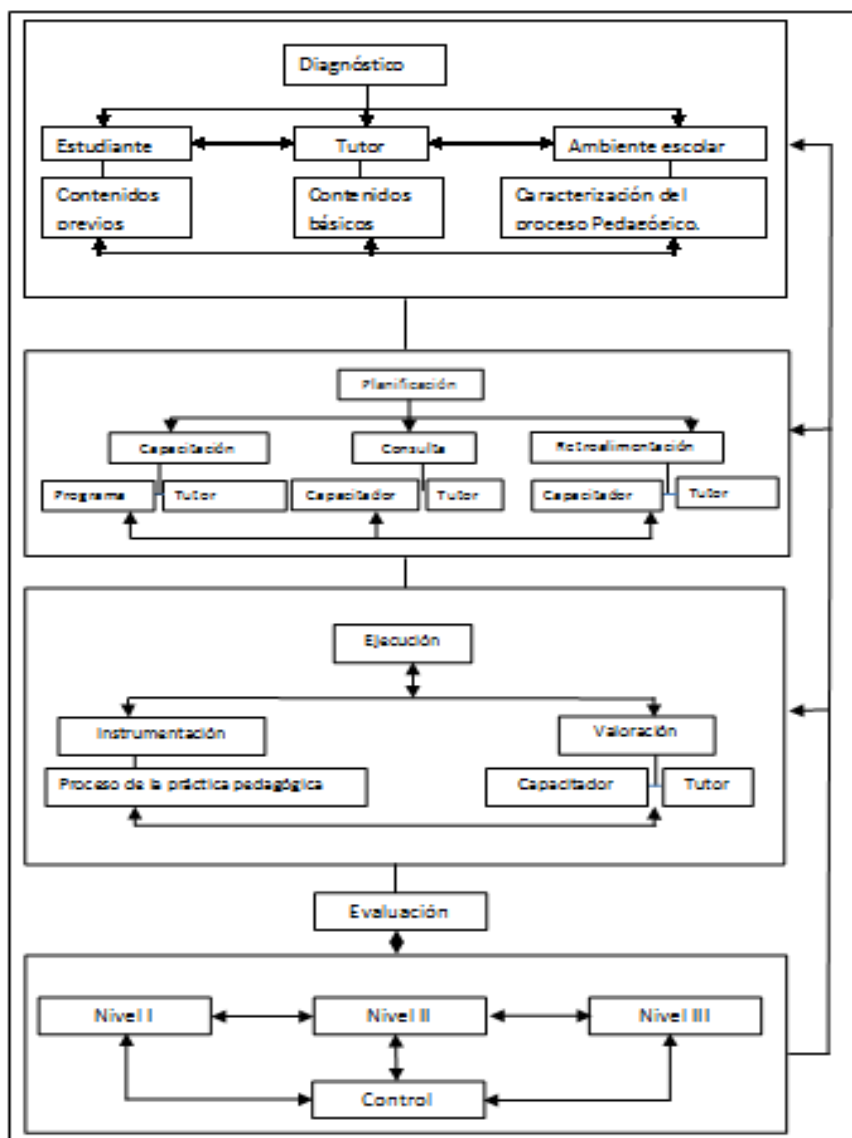 Diagnóstico
Estudiante
Tutor
Ambiente escolar
Contenidos
previos
Contenidos
básicos
Caracterización del
proceso Pedagógico.
Planificación
Capacitación
Consulta
Retroalimentación
Programa
Tutor
Capacitador
Tutor
Capacitador
Tutor
Ejecución
Instrumentación
Valoración
Proceso de la práctica pedagógica
Capacitador
Tutor
Evaluación
Nivel I
Nivel II
Nivel III
Control